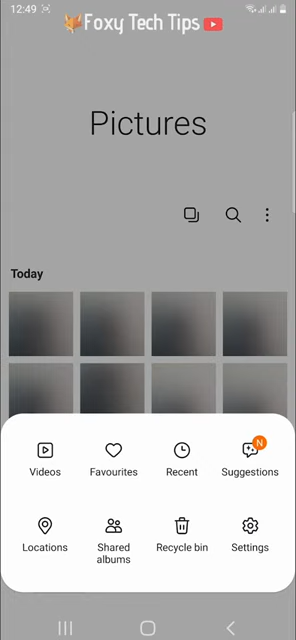 12:49
Foxy Tech Tips
Pictures
Today
Videos
Favourites
Recent
N
Suggestions
Locations
Shared
albums
Recycle bin
Settings